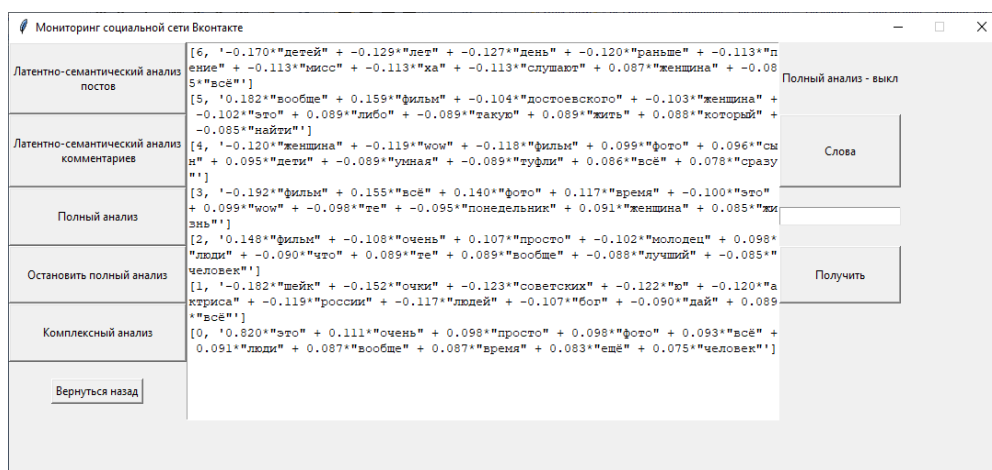 Мониторинг социальной сети Вконтакте
Латентно-семантический анализ
постов
Латентно-семантический анализ
комментариев
Полный анализ
Остановить полный анализ
Комплексный анализ
Вернуться назад
[6, '-0.170*"детей" + -0.129*"лет" + -0.127*"день" + -0.120*"раньше" + -0.113*"п
ение" + -0.113*"мисс" + -0.113*"ха" + -0.113*"слушают" + 0.087*"женщина" + -0.08
5*"всё"']
[5, '0.182*"вообще" + 0.159*"фильм" + -0.104*"достоевского" + -0.103*"женщина" +
-0.102*"это" + 0.089*"либо" + -0.089*"такую" + 0.089*"жить" + 0.088*"который" +
-0.085*"найти"']
[4, '-0.120*"женщина" + -0.119*"wow" + -0.118*"фильм" + 0.099*"фото" + 0.096*"сы
н" + 0.095*"дети" + -0.089*"умная" + -0.089*"туфли" + 0.086*"всё" + 0.078*"сразу
"']
[3, '-0.192*"фильм" + 0.155*"всё" + 0.140*"фото" + 0.117*"время" + -0.100*"это"
+ 0.099*"wow" + -0.098*"те" + -0.095*"понедельник" + 0.091*"женщина" + 0.085*"жи
знь"']
[2, '0.148*"фильм" + -0.108*"очень" + 0.107*"просто" + -0.102*"молодец" + 0.098*
"люди" + -0.090*"что" + 0.089*"те" + 0.089*"вообще" + -0.088*"лучший" + -0.085*"
человек"']
[1, '-0.182*"шейк" + -0.152*"очки" + -0.123*"советских" + -0.122*"ю" + -0.120*"а
ктриса" + -0.119*"россии" + -0.117*"людей" + -0.107*"бог" + -0.090*"дай" + 0.089
*"всё"']
[0, '0.820*"это" + 0.111*"очень" + 0.098*"просто" + 0.098*"фото" + 0.093*"всё" +
0.091*"люди" + 0.087*"вообще" + 0.087*"время" + 0.083*"ещё" + 0.075*"человек"']
Полный анализ - выкл
Слова
Получить